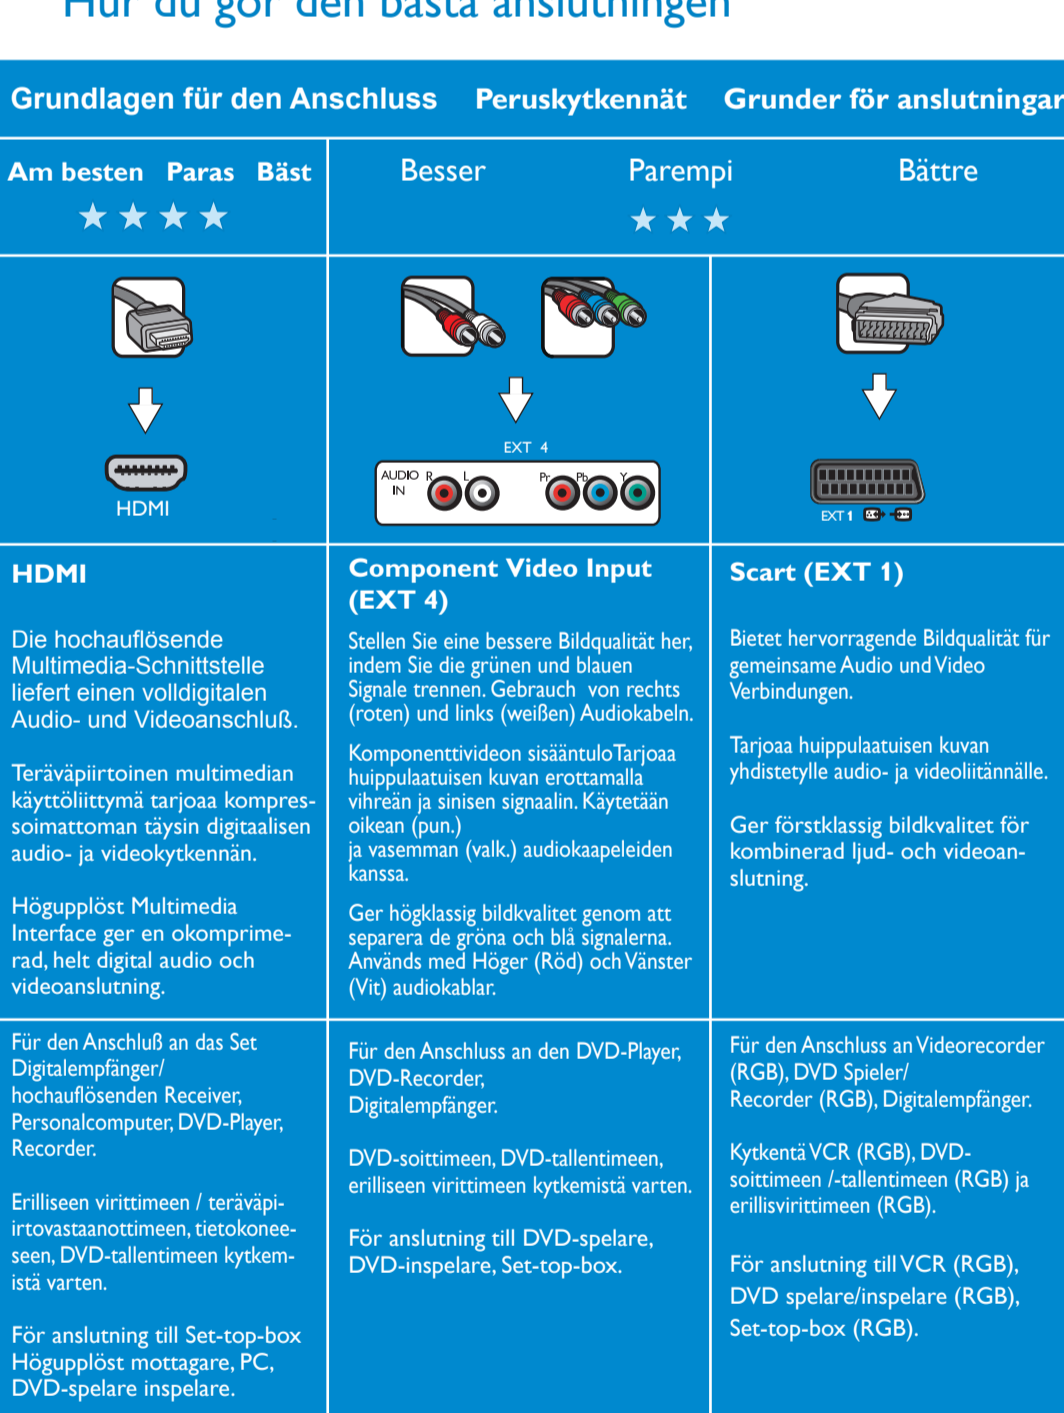 Hur du gör den bästa anslutningen
Grundlagen für den Anschluss Peruskytkennät Grunder för anslutningar
Am besten Paras Bäst
Besser Parempi Bättre
HDMI
EXT 4
AUDIO IN R L Pr Pb Y
EXT 1
HDMI
Die hochauflösende
Multimedia-Schnittstelle
liefert einen volldigitalen
Audio- und Videoanschluß.
Teräväpiirtoinen multimedian
käyttöliittymä tarjoaa kompres-
soimattoman täysin digitaalisen
audio- ja videokytkennän.
Högupplöst Multimedia
Interface ger en okomprime-
rad, helt digital audio och
videoanslutning.
Component Video Input
(EXT 4)
Stellen Sie eine bessere Bildqualität her,
indem Sie die grünen und blauen
Signale trennen. Gebrauch von rechts
(roten) und links (weißen) Audiokabeln.
Komponenttivideon sisääntuloTarjoaa
huippulaatuisen kuvan erottamalla
vihreän ja sinisen signaalin. Käytetään
oikean (pun.)
ja vasemman (valk.) audiokaapeleiden
kanssa.
Ger högklassig bildkvalitet genom att
separera de gröna och blå signalerna.
Används med Höger (Röd) och Vänster
(Vit) audiokablar.
Scart (EXT 1)
Bietet hervorragende Bildqualität für
gemeinsame Audio und Video
Verbindungen.
Tarjoaa huippulaatuisen kuvan
yhdistetylle audio- ja videoliitännälle.
Ger förstklassig bildkvalitet för
kombinerad ljud- och videoan-
slutning.
Für den Anschluß an das Set
Digitalempfänger/
hochauflösenden Receiver,
Personalcomputer, DVD-Player,
Recorder.
Erilliseen virittimeen / teräväpi-
irtovastaanottimeen, tietokonee-
seen, DVD-tallentimeen kytkem-
istä varten.
För anslutning till Set-top-box
Högupplöst mottagare, PC,
DVD-spelare inspelare.
Für den Anschluss an den DVD-Player,
DVD-Recorder,
Digitalempfänger.
DVD-soittimeen, DVD-tallentimeen,
erilliseen virittimeen kytkemistä varten.
För anslutning till DVD-spelare,
DVD-inspelare, Set-top-box.
Für den Anschluss an Videorecorder
(RGB), DVD Spieler/
Recorder (RGB), Digitalempfänger.
Kytkentä VCR (RGB), DVD-
soittimeen /-tallentimeen (RGB) ja
erillisvirittimeen (RGB).
För anslutning till VCR (RGB),
DVD spelare/inspelare (RGB),
Set-top-box (RGB).